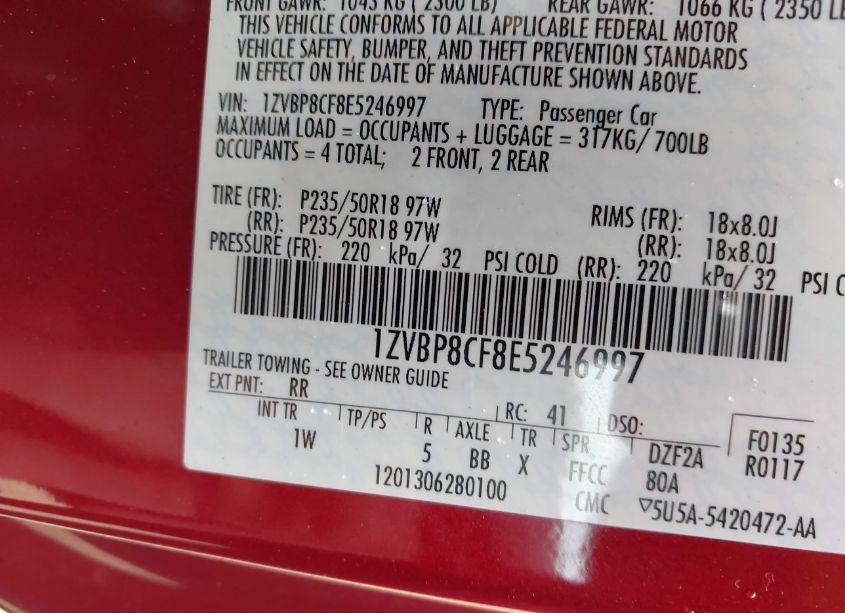 FRONT GAWR: 1043 KG ( 2300 LB) REAR GAWR: 1066 KG ( 2350 LB
THIS VEHICLE CONFORMS TO ALL APPLICABLE FEDERAL MOTOR
VEHICLE SAFETY, BUMPER, AND THEFT PREVENTION STANDARDS
IN EFFECT ON THE DATE OF MANUFACTURE SHOWN ABOVE.
VIN: 1ZVBP8CF8E5246997 TYPE: Passenger Car
MAXIMUM LOAD = OCCUPANTS + LUGGAGE = 317KG/ 700LB
OCCUPANTS = 4 TOTAL; 2 FRONT, 2 REAR
TIRE (FR): P235/50R18 97W RIMS (FR): 18x8.0J
(RR): P235/50R18 97W (RR): 18x8.0J
PRESSURE (FR): 220 kPa/ 32 PSI COLD (RR): 220 kPa/ 32 PSI CO
1ZVBP8CF8E5246997
TRAILER TOWING - SEE OWNER GUIDE
EXT PNT: RR RC: 41 DSO:
INT TR TP/PS R AXLE TR SPR DZF2A F0135
1W 5 BB X FFCC 80A R0117
1201306280100 CMC ▽5U5A-5420472-AA